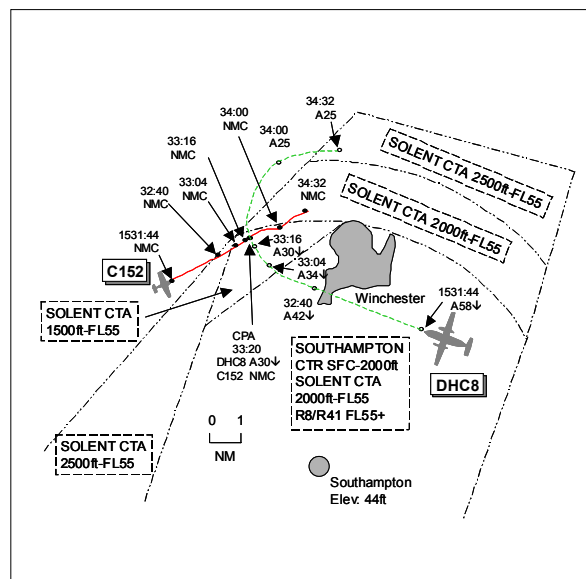 34:32
A25
34:00
A25
34:00
NMC
33:16
NMC
33:04
NMC
32:40
NMC
1531:44
NMC
34:32
NMC
SOLENT CTA 2500ft-FL55
SOLENT CTA 2000ft-FL55
C152
33:16
A30↓
33:04
A34↓
32:40
A42↓
Winchester
1531:44
A58↓
DHC8
SOLENT CTA
1500ft-FL55
CPA
33:20
DHC8 A30↓
C152 NMC
SOUTHAMPTON
CTR SFC-2000ft
SOLENT CTA
2000ft-FL55
R8/R41 FL55+
0 1
NM
SOLENT CTA
2500ft-FL55
Southampton
Elev: 44ft